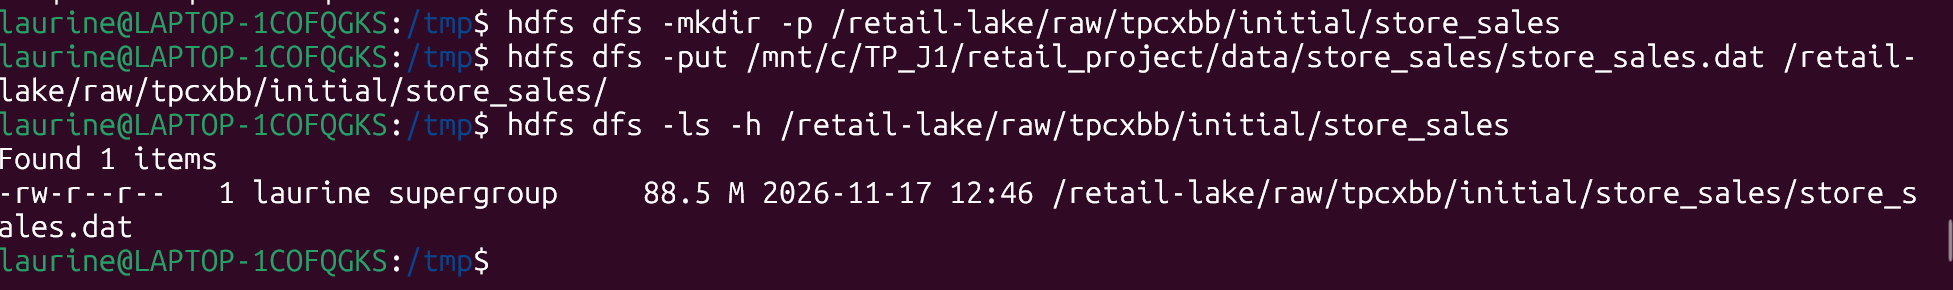 laurine@LAPTOP-1COFQGKS:/tmp$ hdfs dfs -mkdir -p /retail-lake/raw/tpcxbb/initial/store_sales
laurine@LAPTOP-1COFQGKS:/tmp$ hdfs dfs -put /mnt/c/TP_J1/retail_project/data/store_sales/store_sales.dat /retail-
lake/raw/tpcxbb/initial/store_sales/
laurine@LAPTOP-1COFQGKS:/tmp$ hdfs dfs -ls -h /retail-lake/raw/tpcxbb/initial/store_sales
Found 1 items
-rw-r--r--   1 laurine supergroup     88.5 M 2026-11-17 12:46 /retail-lake/raw/tpcxbb/initial/store_sales/store_s
ales.dat
laurine@LAPTOP-1COFQGKS:/tmp$